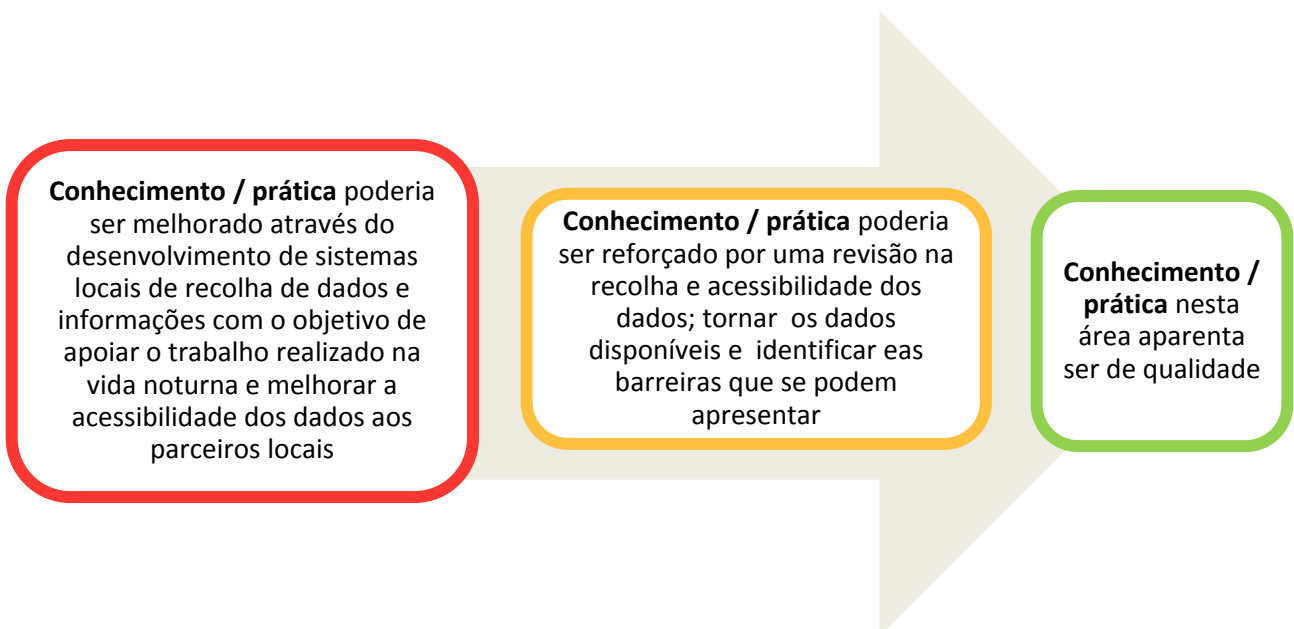 Conhecimento / prática poderia
ser melhorado através do
desenvolvimento de sistemas
locais de recolha de dados e
informações com o objetivo de
apoiar o trabalho realizado na
vida noturna e melhorar a
acessibilidade dos dados aos
parceiros locais
Conhecimento / prática poderia
ser reforçado por uma revisão na
recolha e acessibilidade dos
dados; tornar  os dados
disponíveis e  identificar eas
barreiras que se podem
apresentar
Conhecimento /
prática nesta
área aparenta
ser de qualidade